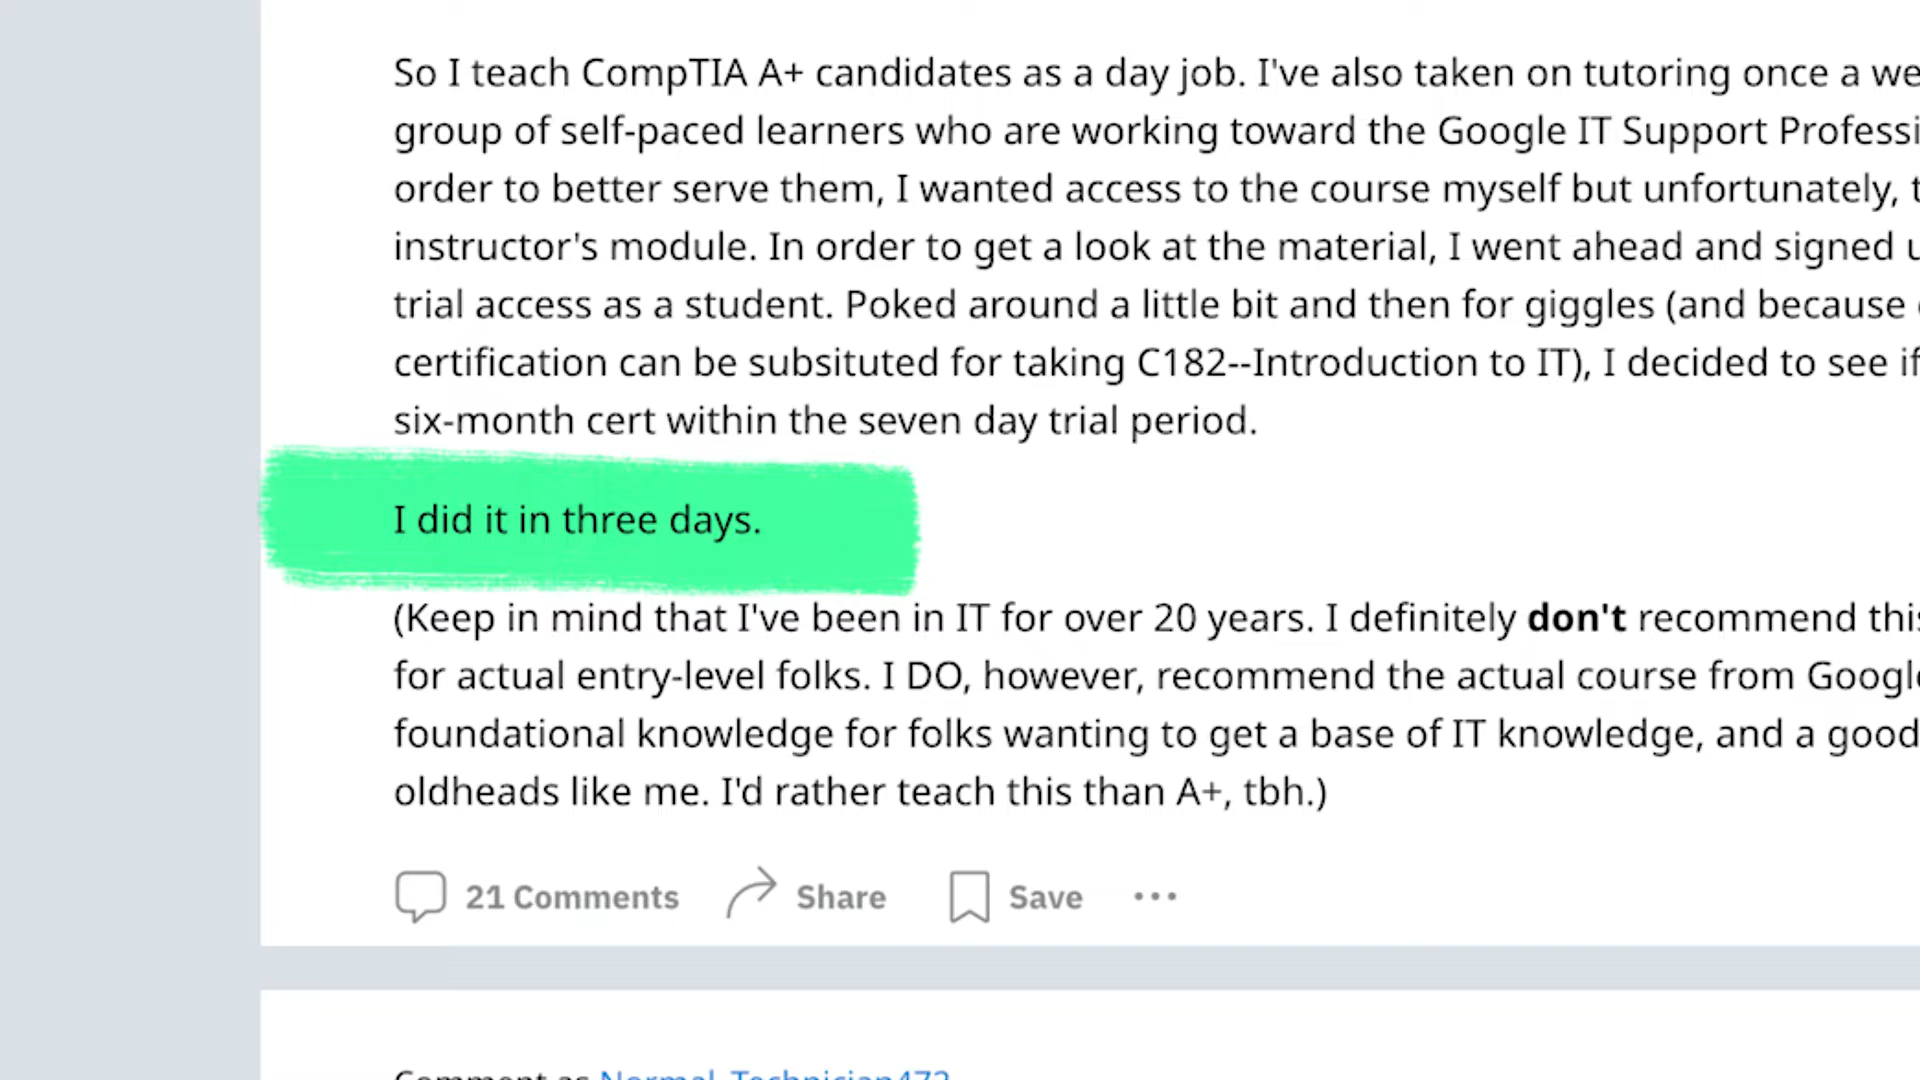 So I teach CompTIA A+ candidates as a day job. I've also taken on tutoring once a we
group of self-paced learners who are working toward the Google IT Support Professi
order to better serve them, I wanted access to the course myself but unfortunately, t
instructor's module. In order to get a look at the material, I went ahead and signed u
trial access as a student. Poked around a little bit and then for giggles (and because
certification can be subsituted for taking C182--Introduction to IT), I decided to see if
six-month cert within the seven day trial period.
I did it in three days.
(Keep in mind that I've been in IT for over 20 years. I definitely don't recommend this
for actual entry-level folks. I DO, however, recommend the actual course from Google
foundational knowledge for folks wanting to get a base of IT knowledge, and a good
oldheads like me. I'd rather teach this than A+, tbh.)
21 Comments Share Save ...
Comment as Normal_Technician472